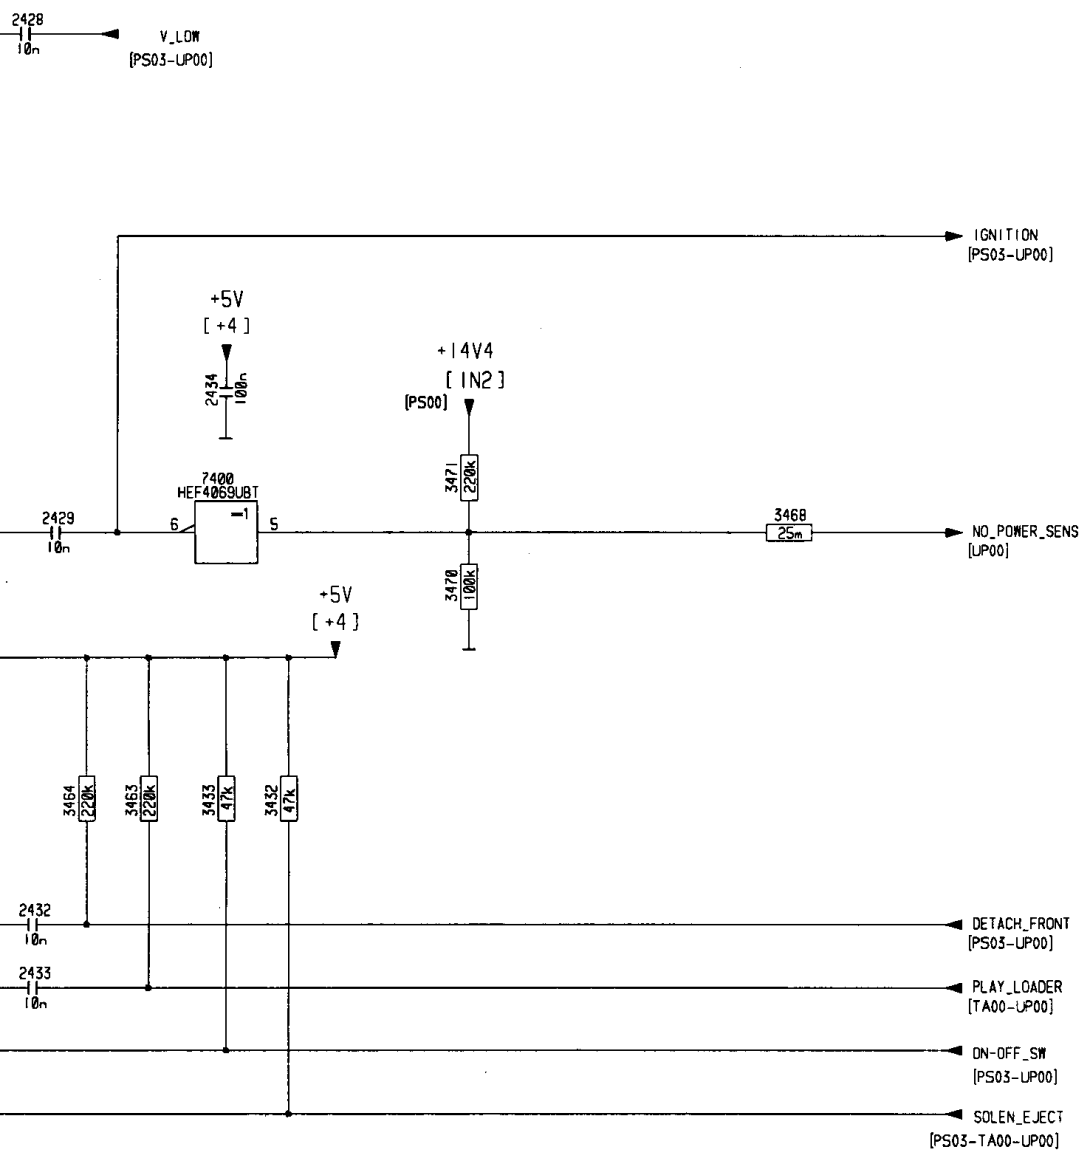 2428
10n
V_LOW
[PS03-UP00]
IGNITION
[PS03-UP00]
+5V
[ +4 ]
2434
100n
+14V4
[ IN2 ]
[PS00]
3471
220k
7400
HEF4069UBT
2429
10n
6
=1
5
3468
25m
NO_POWER_SENS
[UP00]
3470
100k
+5V
[ +4 ]
3464
220k
3463
220k
3433
47k
3432
47k
2432
10n
DETACH_FRONT
[PS03-UP00]
2433
10n
PLAY_LOADER
[TA00-UP00]
ON-OFF_SW
[PS03-UP00]
SOLEN_EJECT
[PS03-TA00-UP00]